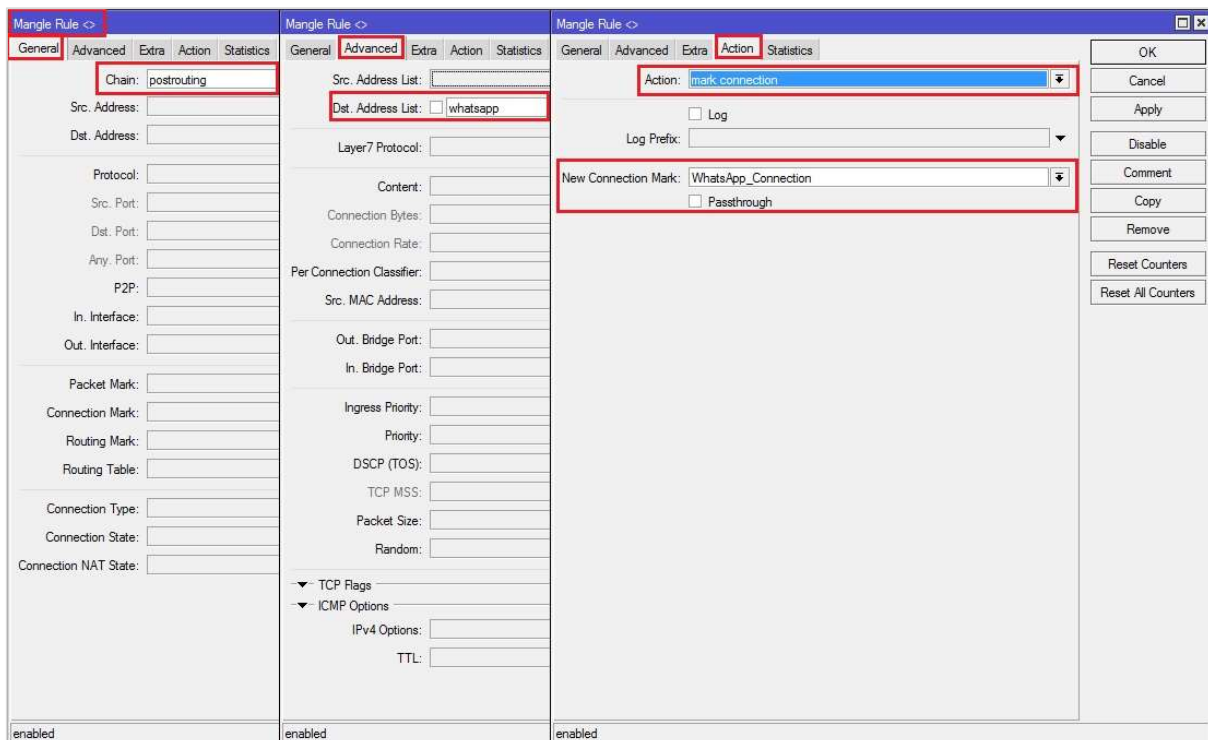 Mangle Rule <>
General Advanced Extra Action Statistics
Chain: postrouting
Src. Address:
Dst. Address:
Protocol:
Src. Port:
Dst. Port:
Any. Port:
P2P:
In. Interface:
Out. Interface:
Packet Mark:
Connection Mark:
Routing Mark:
Routing Table:
Connection Type:
Connection State:
Connection NAT State:
enabled
Mangle Rule <>
General Advanced Extra Action Statistics
Src. Address List:
Dst. Address List: whatsapp
Layer7 Protocol:
Content:
Connection Bytes:
Connection Rate:
Per Connection Classifier:
Src. MAC Address:
Out. Bridge Port:
In. Bridge Port:
Ingress Priority:
Priority:
DSCP (TOS):
TCP MSS:
Packet Size:
Random:
TCP Flags
ICMP Options
IPv4 Options:
TTL:
enabled
Mangle Rule <>
General Advanced Extra Action Statistics
Action: mark connection
Log
Log Prefix:
New Connection Mark: WhatsApp_Connection
Passthrough
enabled
OK
Cancel
Apply
Disable
Comment
Copy
Remove
Reset Counters
Reset All Counters